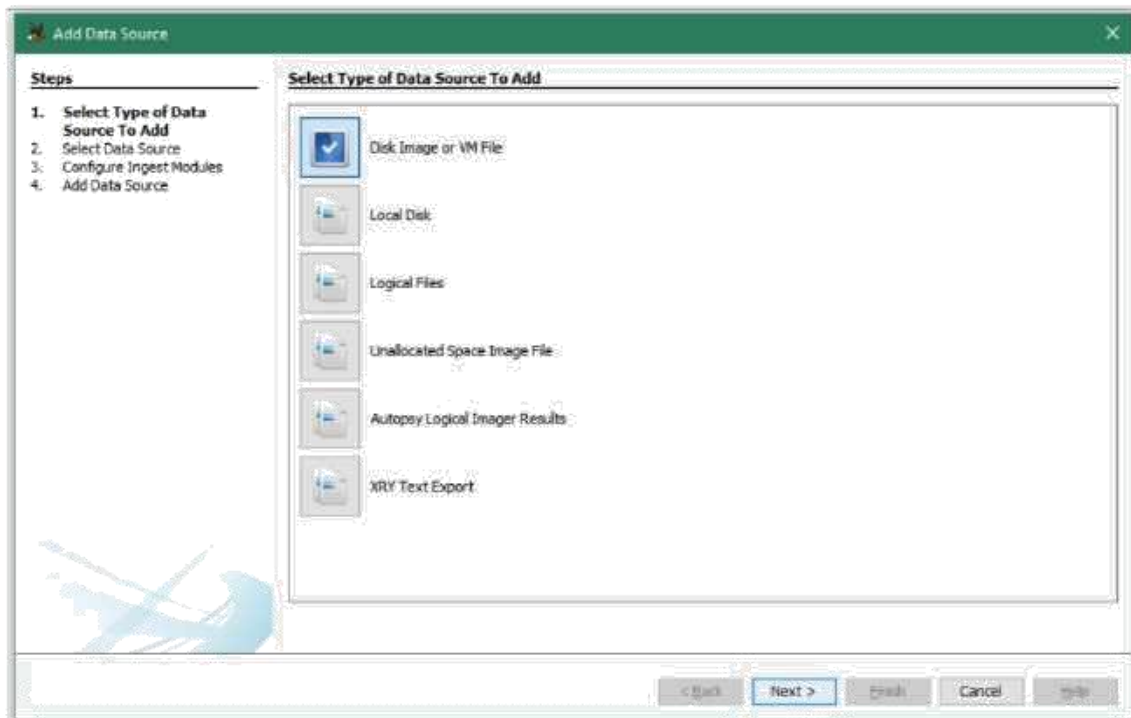 Add Data Source
Steps
1. Select Type of Data
Source To Add
2. Select Data Source
3. Configure Ingest Modules
4. Add Data Source
Select Type of Data Source To Add
Disk Image or VM File
Local Disk
Logical Files
Unallocated Space Image File
Autopsy Logical Imager Results
XRY Text Export
< Back Next > Finish Cancel Help